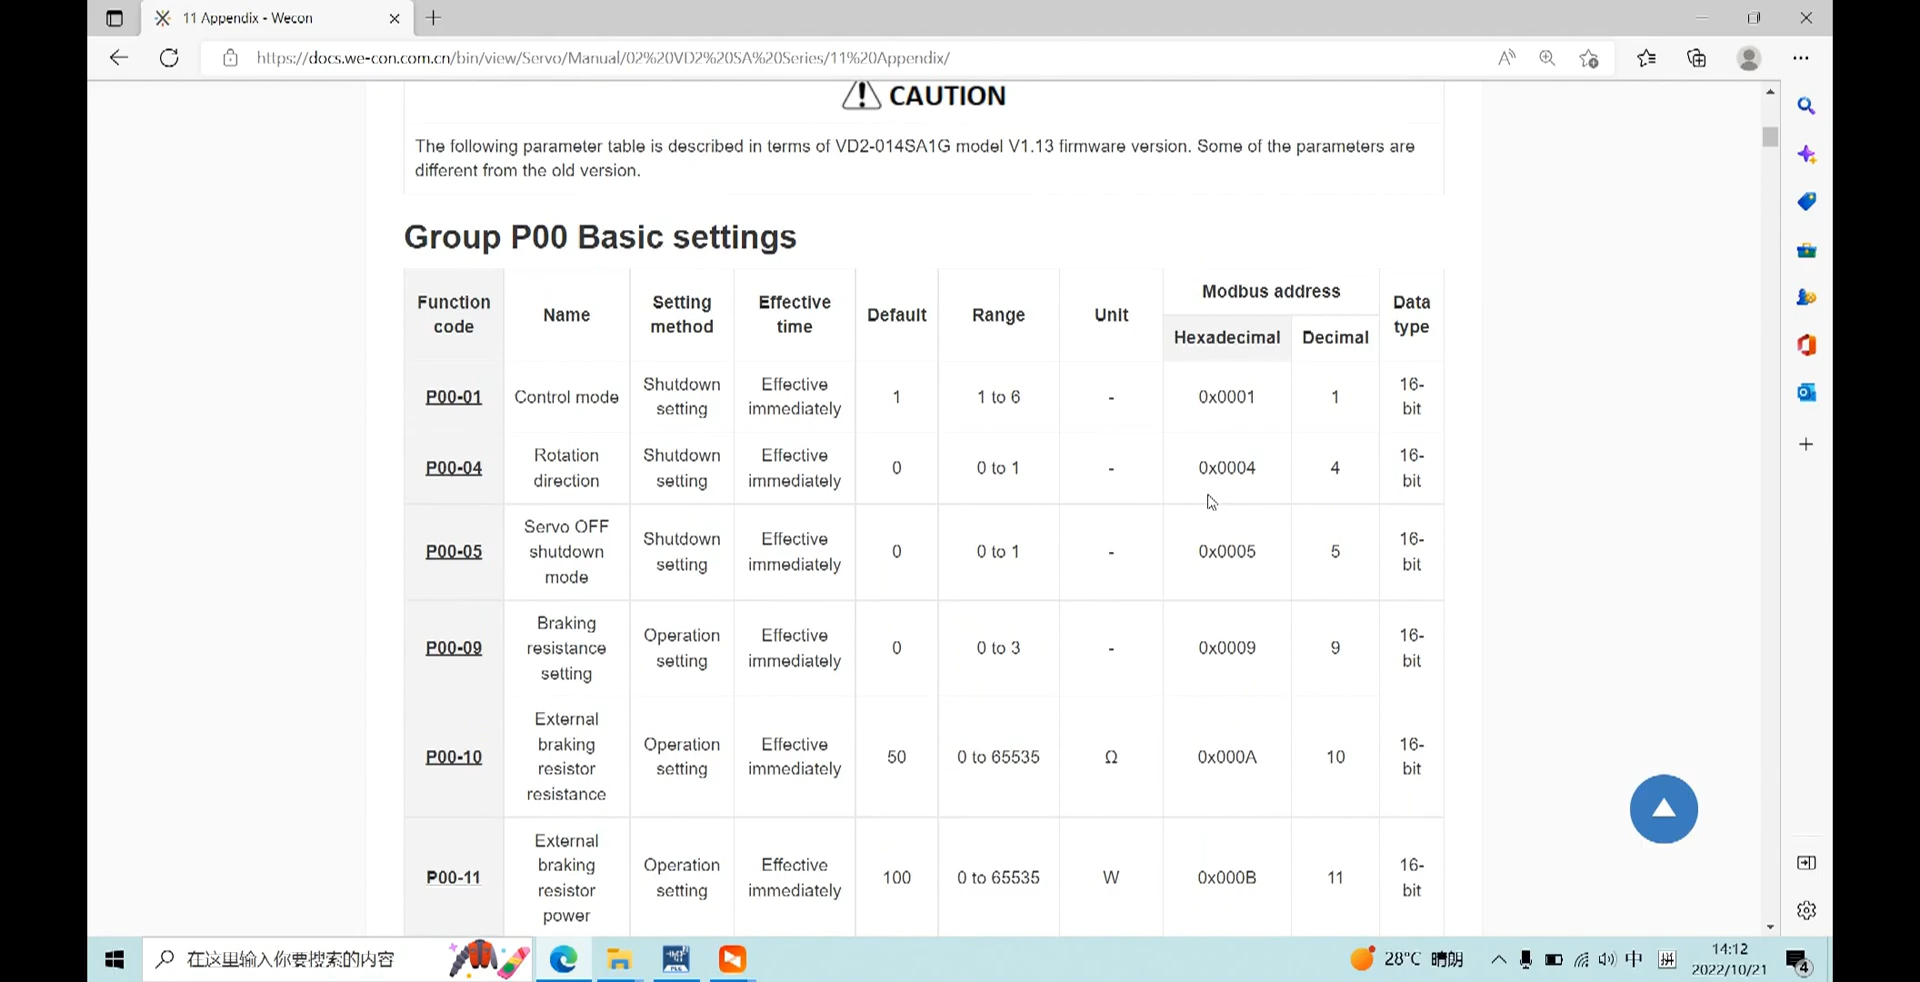 11 Appendix - Wecon
https://docs.we-con.com.cn/bin/view/Servo/Manual/02%20VD2%20SA%20Series/11%20Appendix/
CAUTION
The following parameter table is described in terms of VD2-014SA1G model V1.13 firmware version. Some of the parameters are
different from the old version.
Group P00 Basic settings
Function code Name Setting method Effective time Default Range Unit Modbus address Data type
Hexadecimal Decimal
P00-01 Control mode Shutdown setting Effective immediately 1 1 to 6 - 0x0001 1 16-bit
P00-04 Rotation direction Shutdown setting Effective immediately 0 0 to 1 - 0x0004 4 16-bit
P00-05 Servo OFF shutdown mode Shutdown setting Effective immediately 0 0 to 1 - 0x0005 5 16-bit
P00-09 Braking resistance setting Operation setting Effective immediately 0 0 to 3 - 0x0009 9 16-bit
P00-10 External braking resistor resistance Operation setting Effective immediately 50 0 to 65535 Ω 0x000A 10 16-bit
P00-11 External braking resistor power Operation setting Effective immediately 100 0 to 65535 W 0x000B 11 16-bit
在这里输入你要搜索的内容
28°C 晴朗
中
拼
14:12
2022/10/21
4